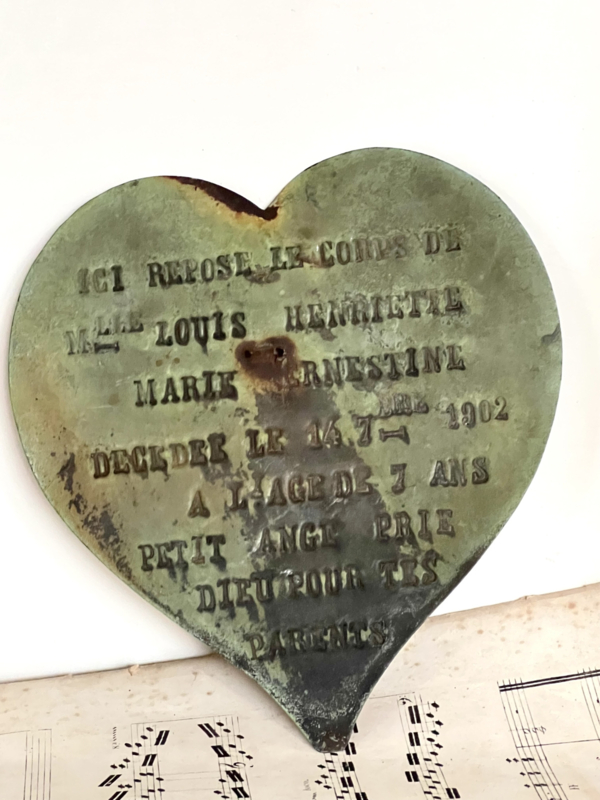 ICI REPOSE LE CORPS DE
MLLE LOUIS HENRIETTE
MARIE ERNESTINE
DECEDEE LE 14 7BRE 1902
A L'AGE DE 7 ANS
PETIT ANGE PRIE
DIEU POUR TES
PARENTS